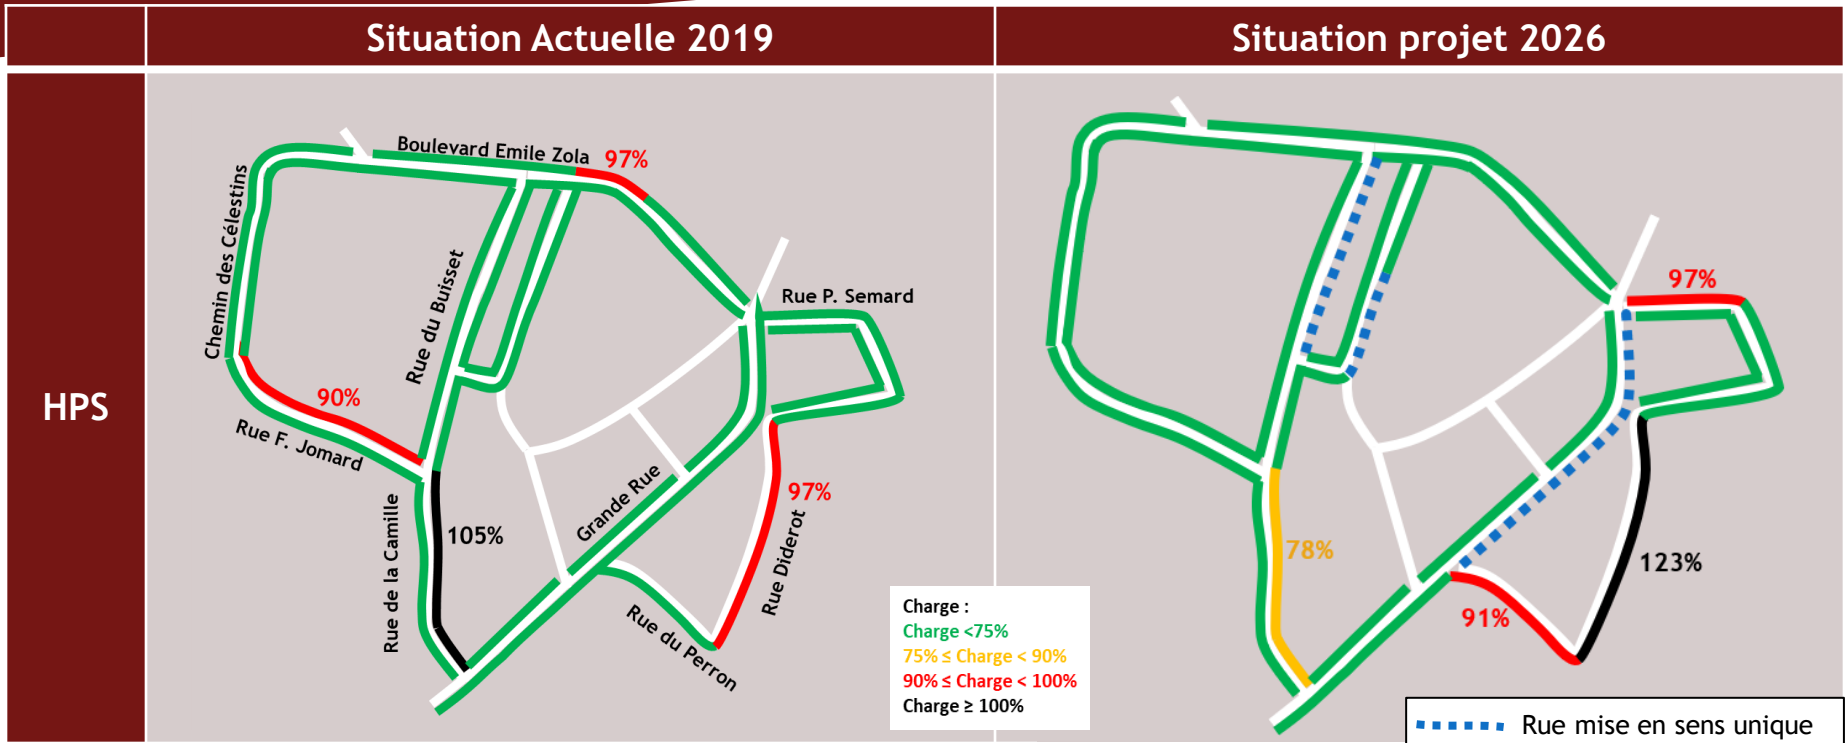 Situation Actuelle 2019
Situation projet 2026
HPS
Boulevard Emile Zola
97%
Chemin des Célestins
Rue du Buisset
Rue P. Semard
90%
Rue F. Jomard
Rue de la Camille
105%
Grande Rue
97%
Rue Diderot
Rue du Perron
97%
78%
123%
91%
Charge :
Charge <75%
75% ≤ Charge < 90%
90% ≤ Charge < 100%
Charge ≥ 100%
Rue mise en sens unique